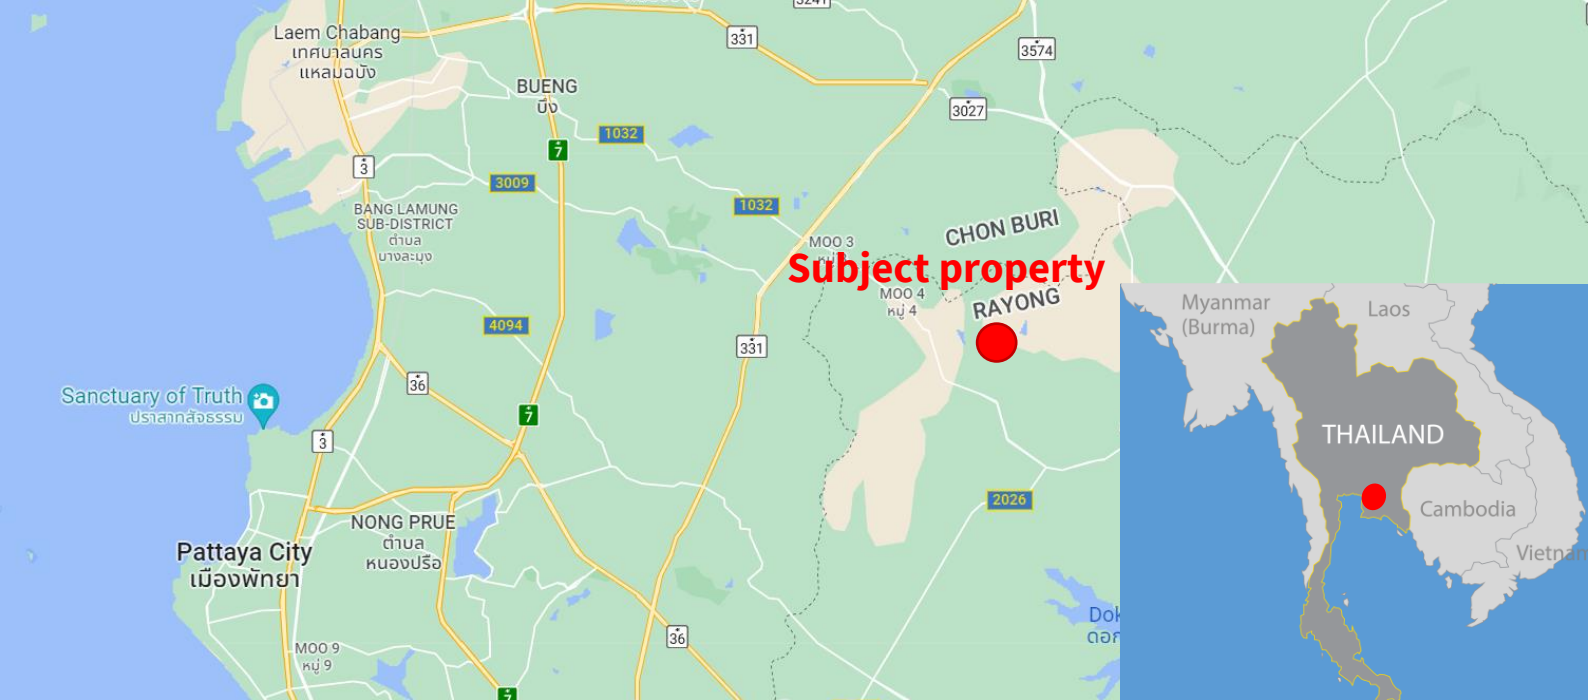 3241
Laem Chabang
เทศบาลนคร
แหลมฉบัง
331
3574
BUENG
บึง
3027
1032
7
3
3009
1032
BANG LAMUNG
SUB-DISTRICT
ตำบล
บางละมุง
CHON BURI
MOO 3
Subject property
MOO 4
หมู่ 4
RAYONG
4094
331
36
Sanctuary of Truth
ปราสาทสัจธรรม
7
3
2026
NONG PRUE
ตำบล
หนองปรือ
Pattaya City
เมืองพัทยา
36
MOO 9
หมู่ 9
7
Myanmar
(Burma)
Laos
THAILAND
Cambodia